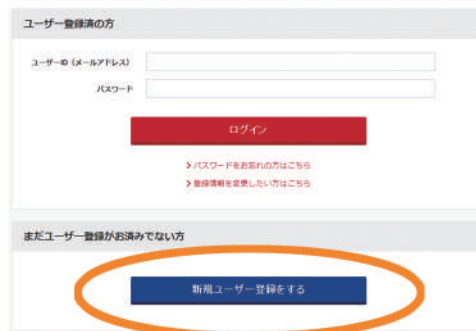 ユーザー登録済の方
ユーザーID（メールアドレス）
パスワード
ログイン
パスワードをお忘れの方はこちら
登録情報を変更したい方はこちら
まだユーザー登録がお済みでない方
新規ユーザー登録をする